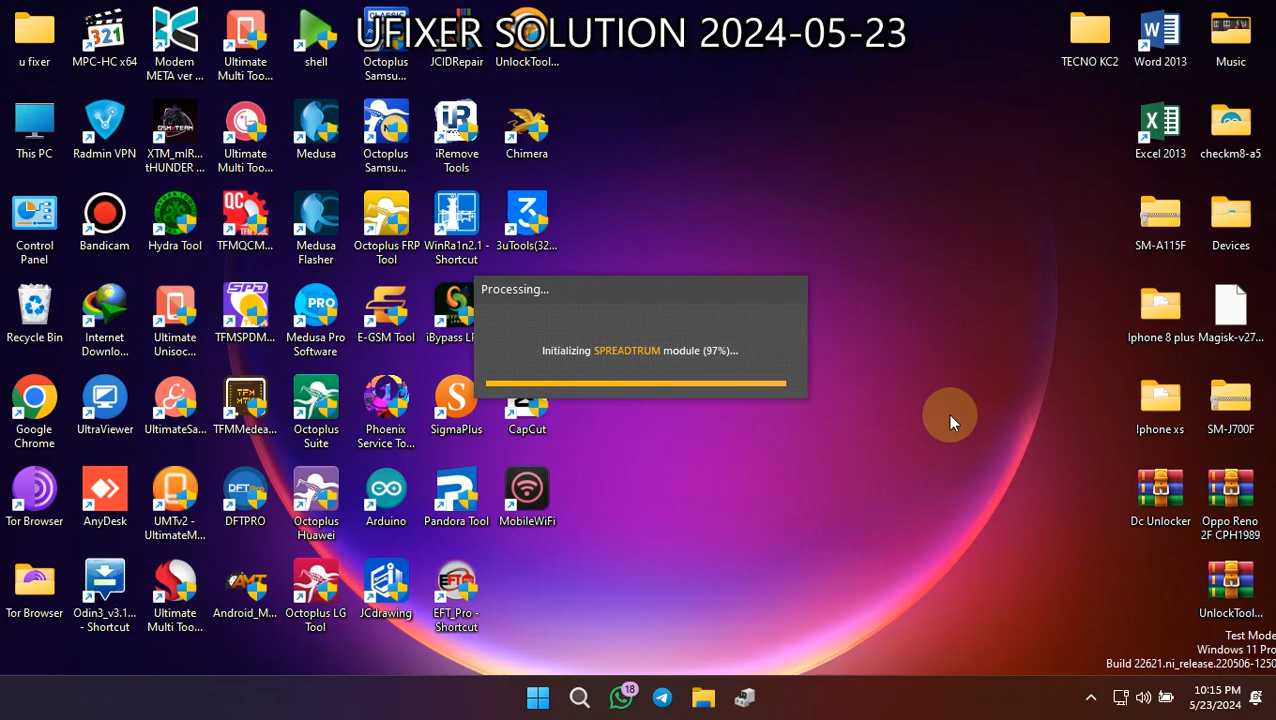 UFIXER SOLUTION 2024-05-23
u fixer
MPC-HC x64
Modem
META ver ...
Ultimate
Multi Too...
shell
Octoplus
Samsu...
JCIDRepair
UnlockTool...
TECNO KC2
Word 2013
Music
This PC
Radmin VPN
XTM_mIR...
tHUNDER ...
Ultimate
Multi Too...
Medusa
Octoplus
Samsu...
iRemove
Tools
Chimera
Excel 2013
checkm8-a5
Control
Panel
Bandicam
Hydra Tool
TFMQCM...
Medusa
Flasher
Octoplus FRP
Tool
WinRa1n2.1 -
Shortcut
3uTools(32...
SM-A115F
Devices
Processing...
Initializing SPREADTRUM module (97%)...
Recycle Bin
Internet
Downlo...
Ultimate
Unisoc...
TFMSPDM...
Medusa Pro
Software
E-GSM Tool
iBypass LP
Iphone 8 plus
Magisk-v27...
Google
Chrome
UltraViewer
UltimateSa...
TFMMedea...
Octoplus
Suite
Phoenix
Service To...
SigmaPlus
CapCut
Iphone xs
SM-J700F
Tor Browser
AnyDesk
UMTv2 -
UltimateM...
DFTPRO
Octoplus
Huawei
Arduino
Pandora Tool
MobileWiFi
Dc Unlocker
Oppo Reno
2F CPH1989
Tor Browser
Odin3_v3.1...
- Shortcut
Ultimate
Multi Too...
Android_M...
Octoplus LG
Tool
JCdrawing
EFT_Pro -
Shortcut
UnlockTool...
Test Mode
Windows 11 Pro
Build 22621.ni_release.220506-1250
18
10:15 PM
5/23/2024